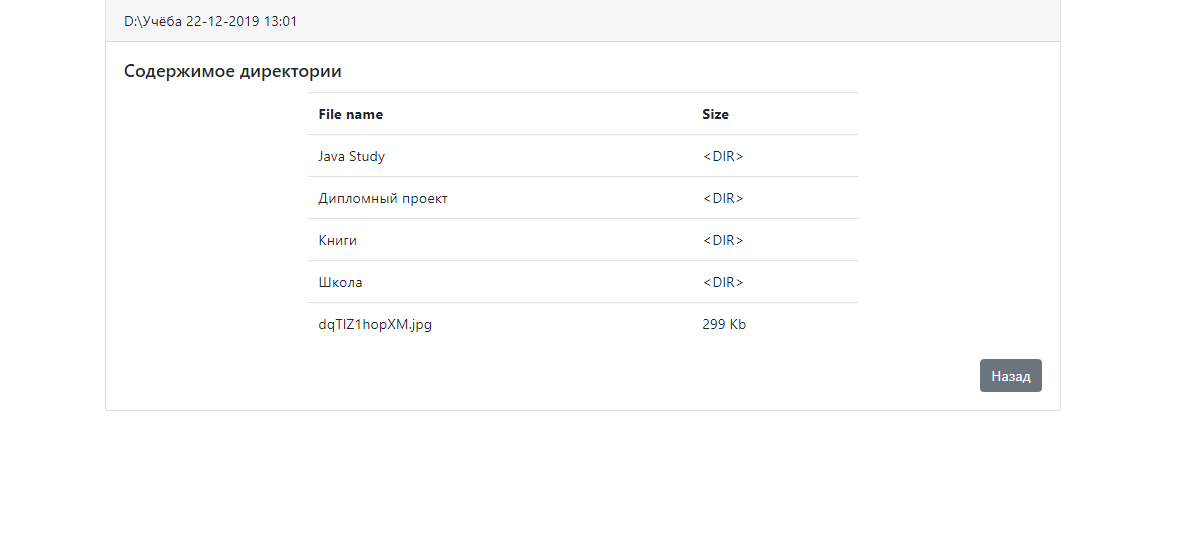 D:\Учёба 22-12-2019 13:01
Содержимое директории
File name Size
Java Study <DIR>
Дипломный проект <DIR>
Книги <DIR>
Школа <DIR>
dqTIZ1hopXM.jpg 299 Kb
Назад